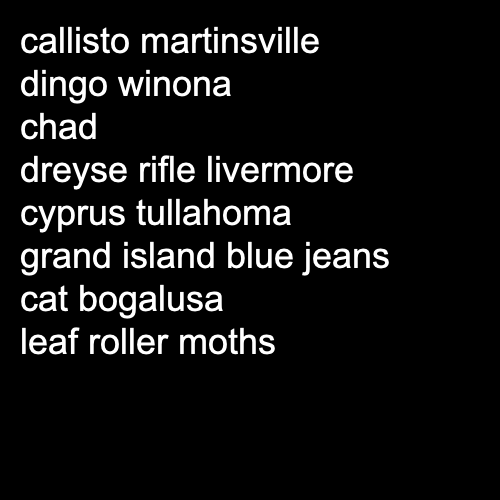 callisto martinsville
dingo winona
chad
dreyse rifle livermore
cyprus tullahoma
grand island blue jeans
cat bogalusa
leaf roller moths